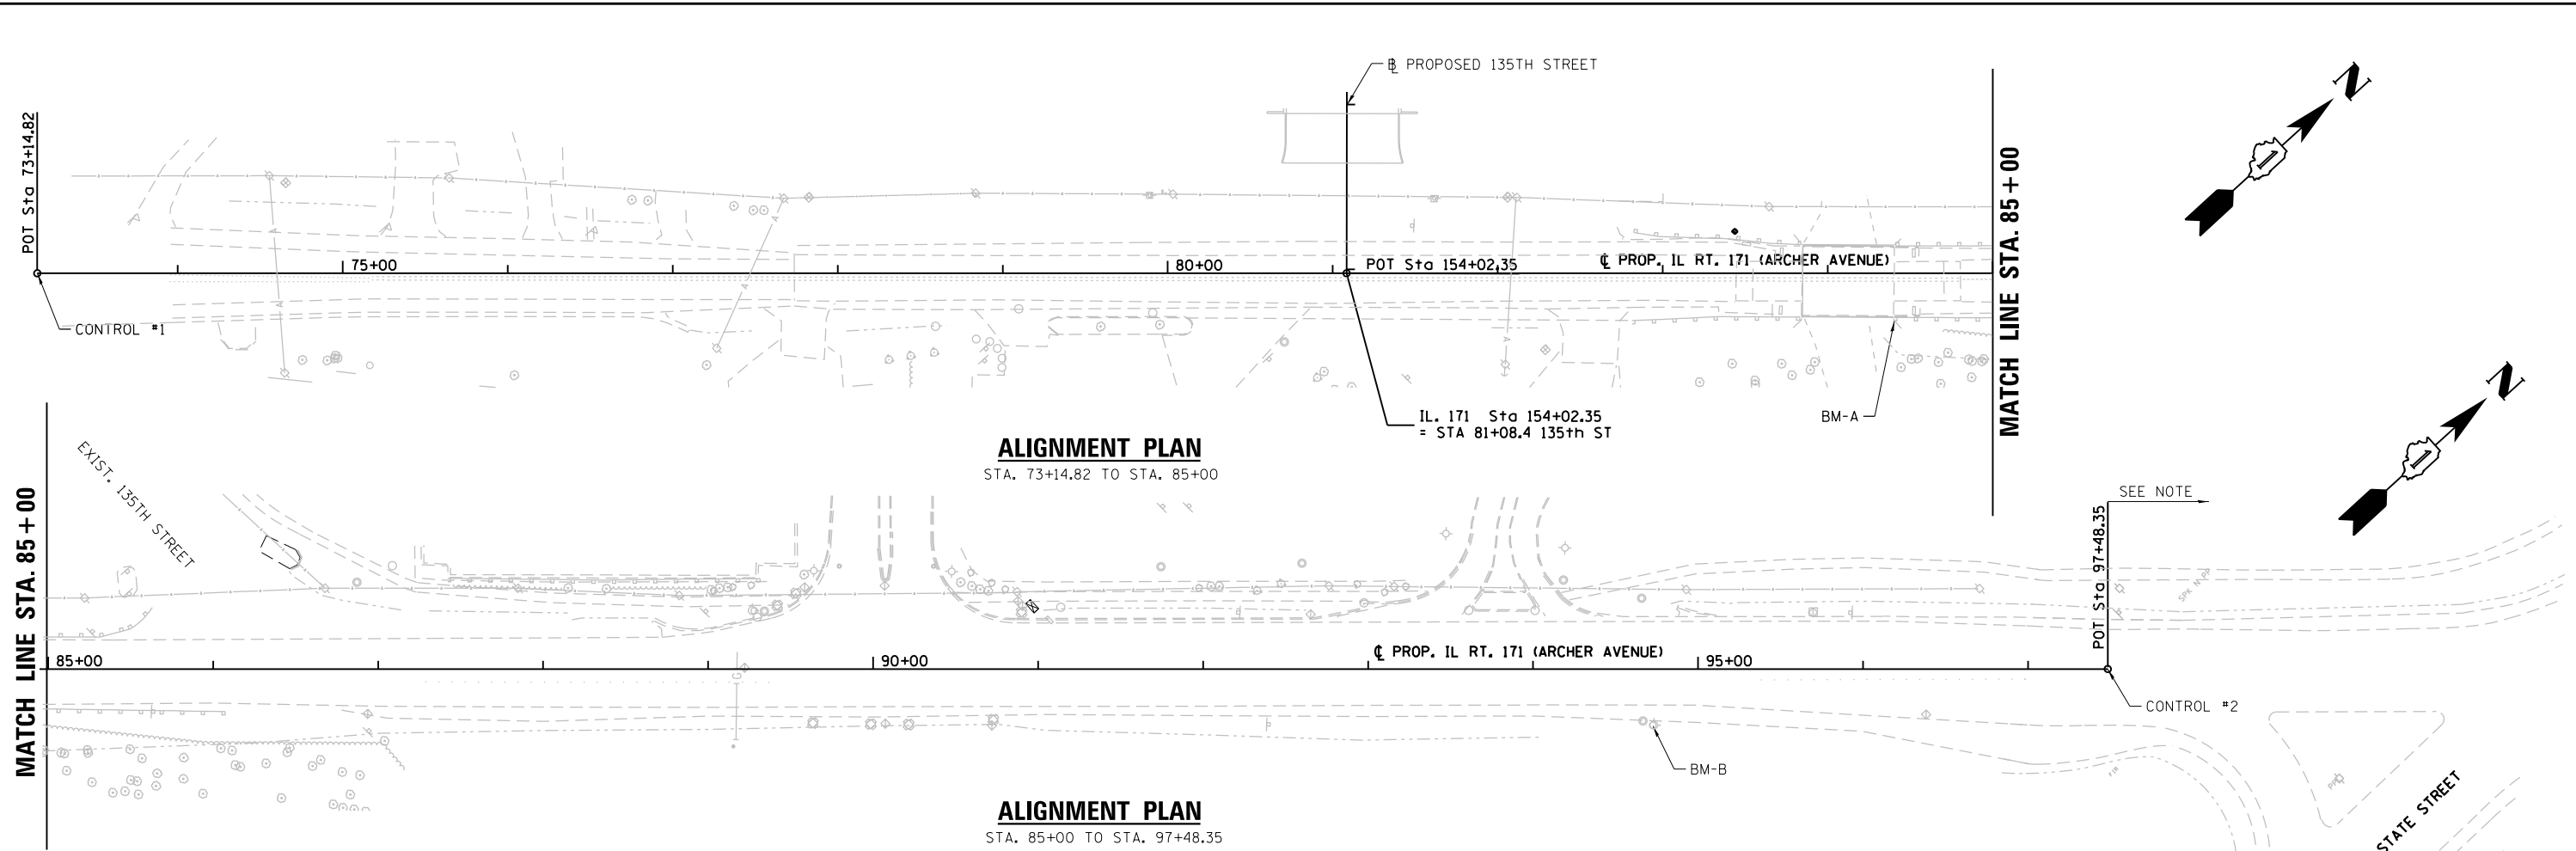 ℄ PROPOSED 135TH STREET
N
1
POT Sta 73+14.82
75+00
80+00
POT Sta 154+02.35
℄ PROP. IL RT. 171 (ARCHER AVENUE)
MATCH LINE STA. 85+00
CONTROL #1
IL. 171 Sta 154+02.35
= STA 81+08.4 135th ST
BM-A
ALIGNMENT PLAN
STA. 73+14.82 TO STA. 85+00
N
1
MATCH LINE STA. 85+00
EXIST. 135TH STREET
SEE NOTE
POT Sta 97+48.35
SPK N PP
85+00
90+00
℄ PROP. IL RT. 171 (ARCHER AVENUE)
95+00
G
CONTROL #2
BM-B
STATE STREET
ALIGNMENT PLAN
STA. 85+00 TO STA. 97+48.35